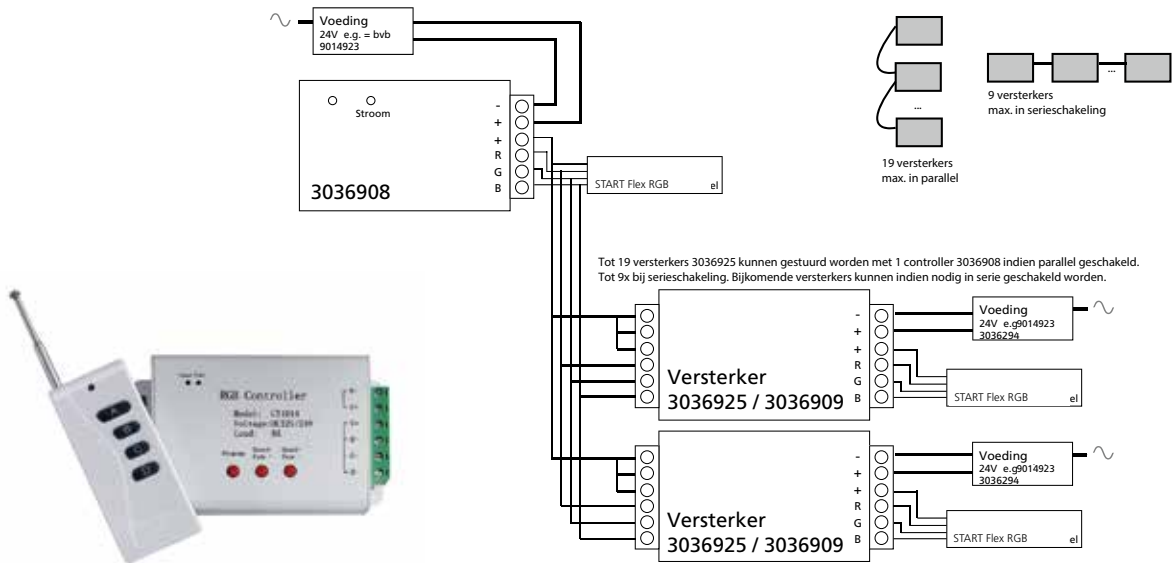 Voeding
24V e.g. = bvb
9014923
Stroom
-
+
+
R
G
B
3036908
START Flex RGB el
...
19 versterkers
max. in parallel
...
9 versterkers
max. in serieschakeling
Tot 19 versterkers 3036925 kunnen gestuurd worden met 1 controller 3036908 indien parallel geschakeld.
Tot 9x bij serieschakeling. Bijkomende versterkers kunnen indien nodig in serie geschakeld worden.
Versterker
3036925 / 3036909
-
+
+
R
G
B
Voeding
24V e.g9014923
3036294
START Flex RGB el
Versterker
3036925 / 3036909
-
+
+
R
G
B
Voeding
24V e.g9014923
3036294
START Flex RGB el
RGB Controller
Model:
Load:
A
B
C
D